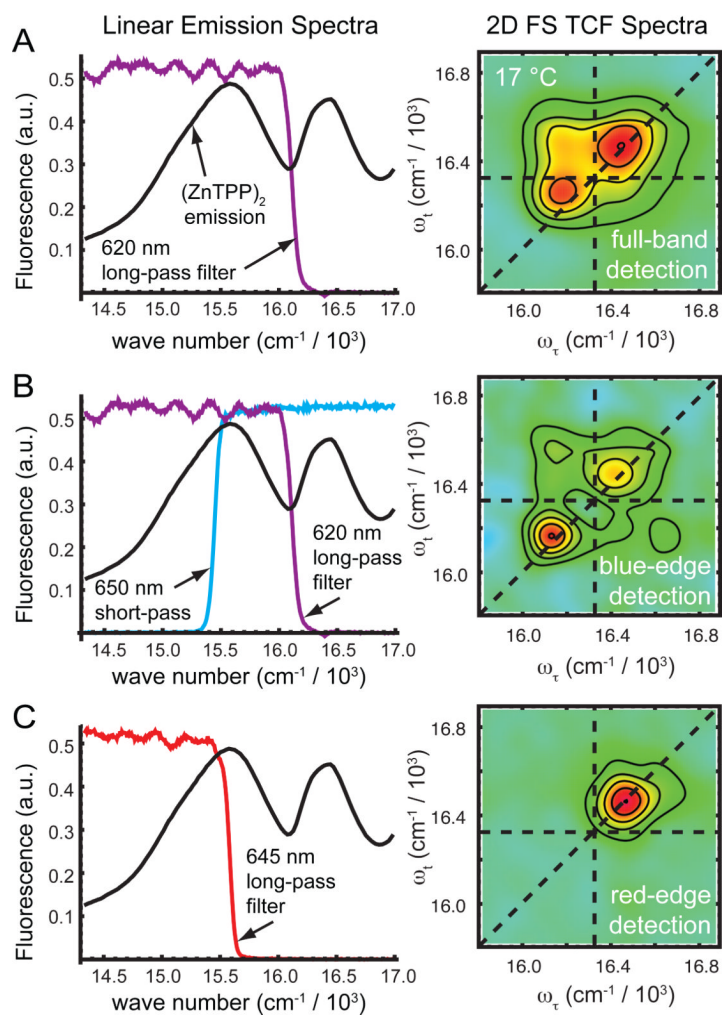 Linear Emission Spectra
2D FS TCF Spectra
A
Fluorescence (a.u.)
0.5
0.4
0.3
0.2
0.1
(ZnTPP)₂
emission
620 nm
long-pass filter
14.5 15.0 15.5 16.0 16.5 17.0
wave number (cm⁻¹ / 10³)
17 °C
ωₜ (cm⁻¹ / 10³)
16.8
16.4
16.0
full-band
detection
16.0 16.4 16.8
ω_τ (cm⁻¹ / 10³)
B
Fluorescence (a.u.)
0.5
0.4
0.3
0.2
0.1
650 nm
short-pass
620 nm
long-pass
filter
14.5 15.0 15.5 16.0 16.5 17.0
wave number (cm⁻¹ / 10³)
ωₜ (cm⁻¹ / 10³)
16.8
16.4
16.0
blue-edge
detection
16.0 16.4 16.8
ω_τ (cm⁻¹ / 10³)
C
Fluorescence (a.u.)
0.5
0.4
0.3
0.2
0.1
645 nm
long-pass
filter
14.5 15.0 15.5 16.0 16.5 17.0
wave number (cm⁻¹ / 10³)
ωₜ (cm⁻¹ / 10³)
16.8
16.4
16.0
red-edge
detection
16.0 16.4 16.8
ω_τ (cm⁻¹ / 10³)